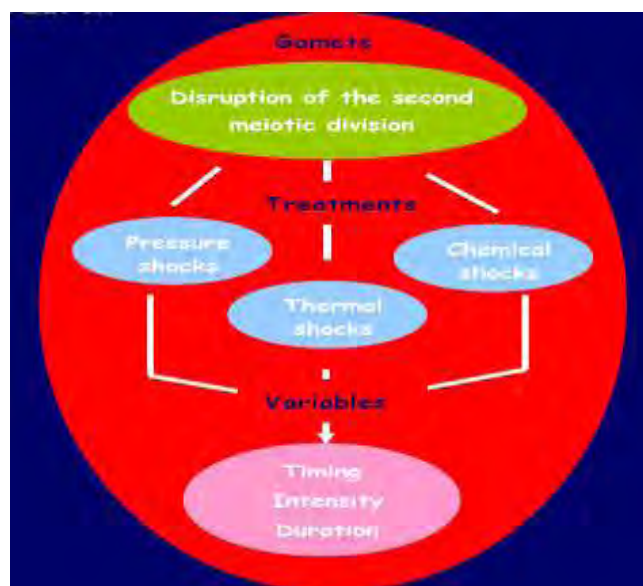 Gamets
Disruption of the second
meiotic division
Treatments
Pressure
shocks
Chemical
shocks
Thermal
shocks
Variables
Timing
Intensity
Duration